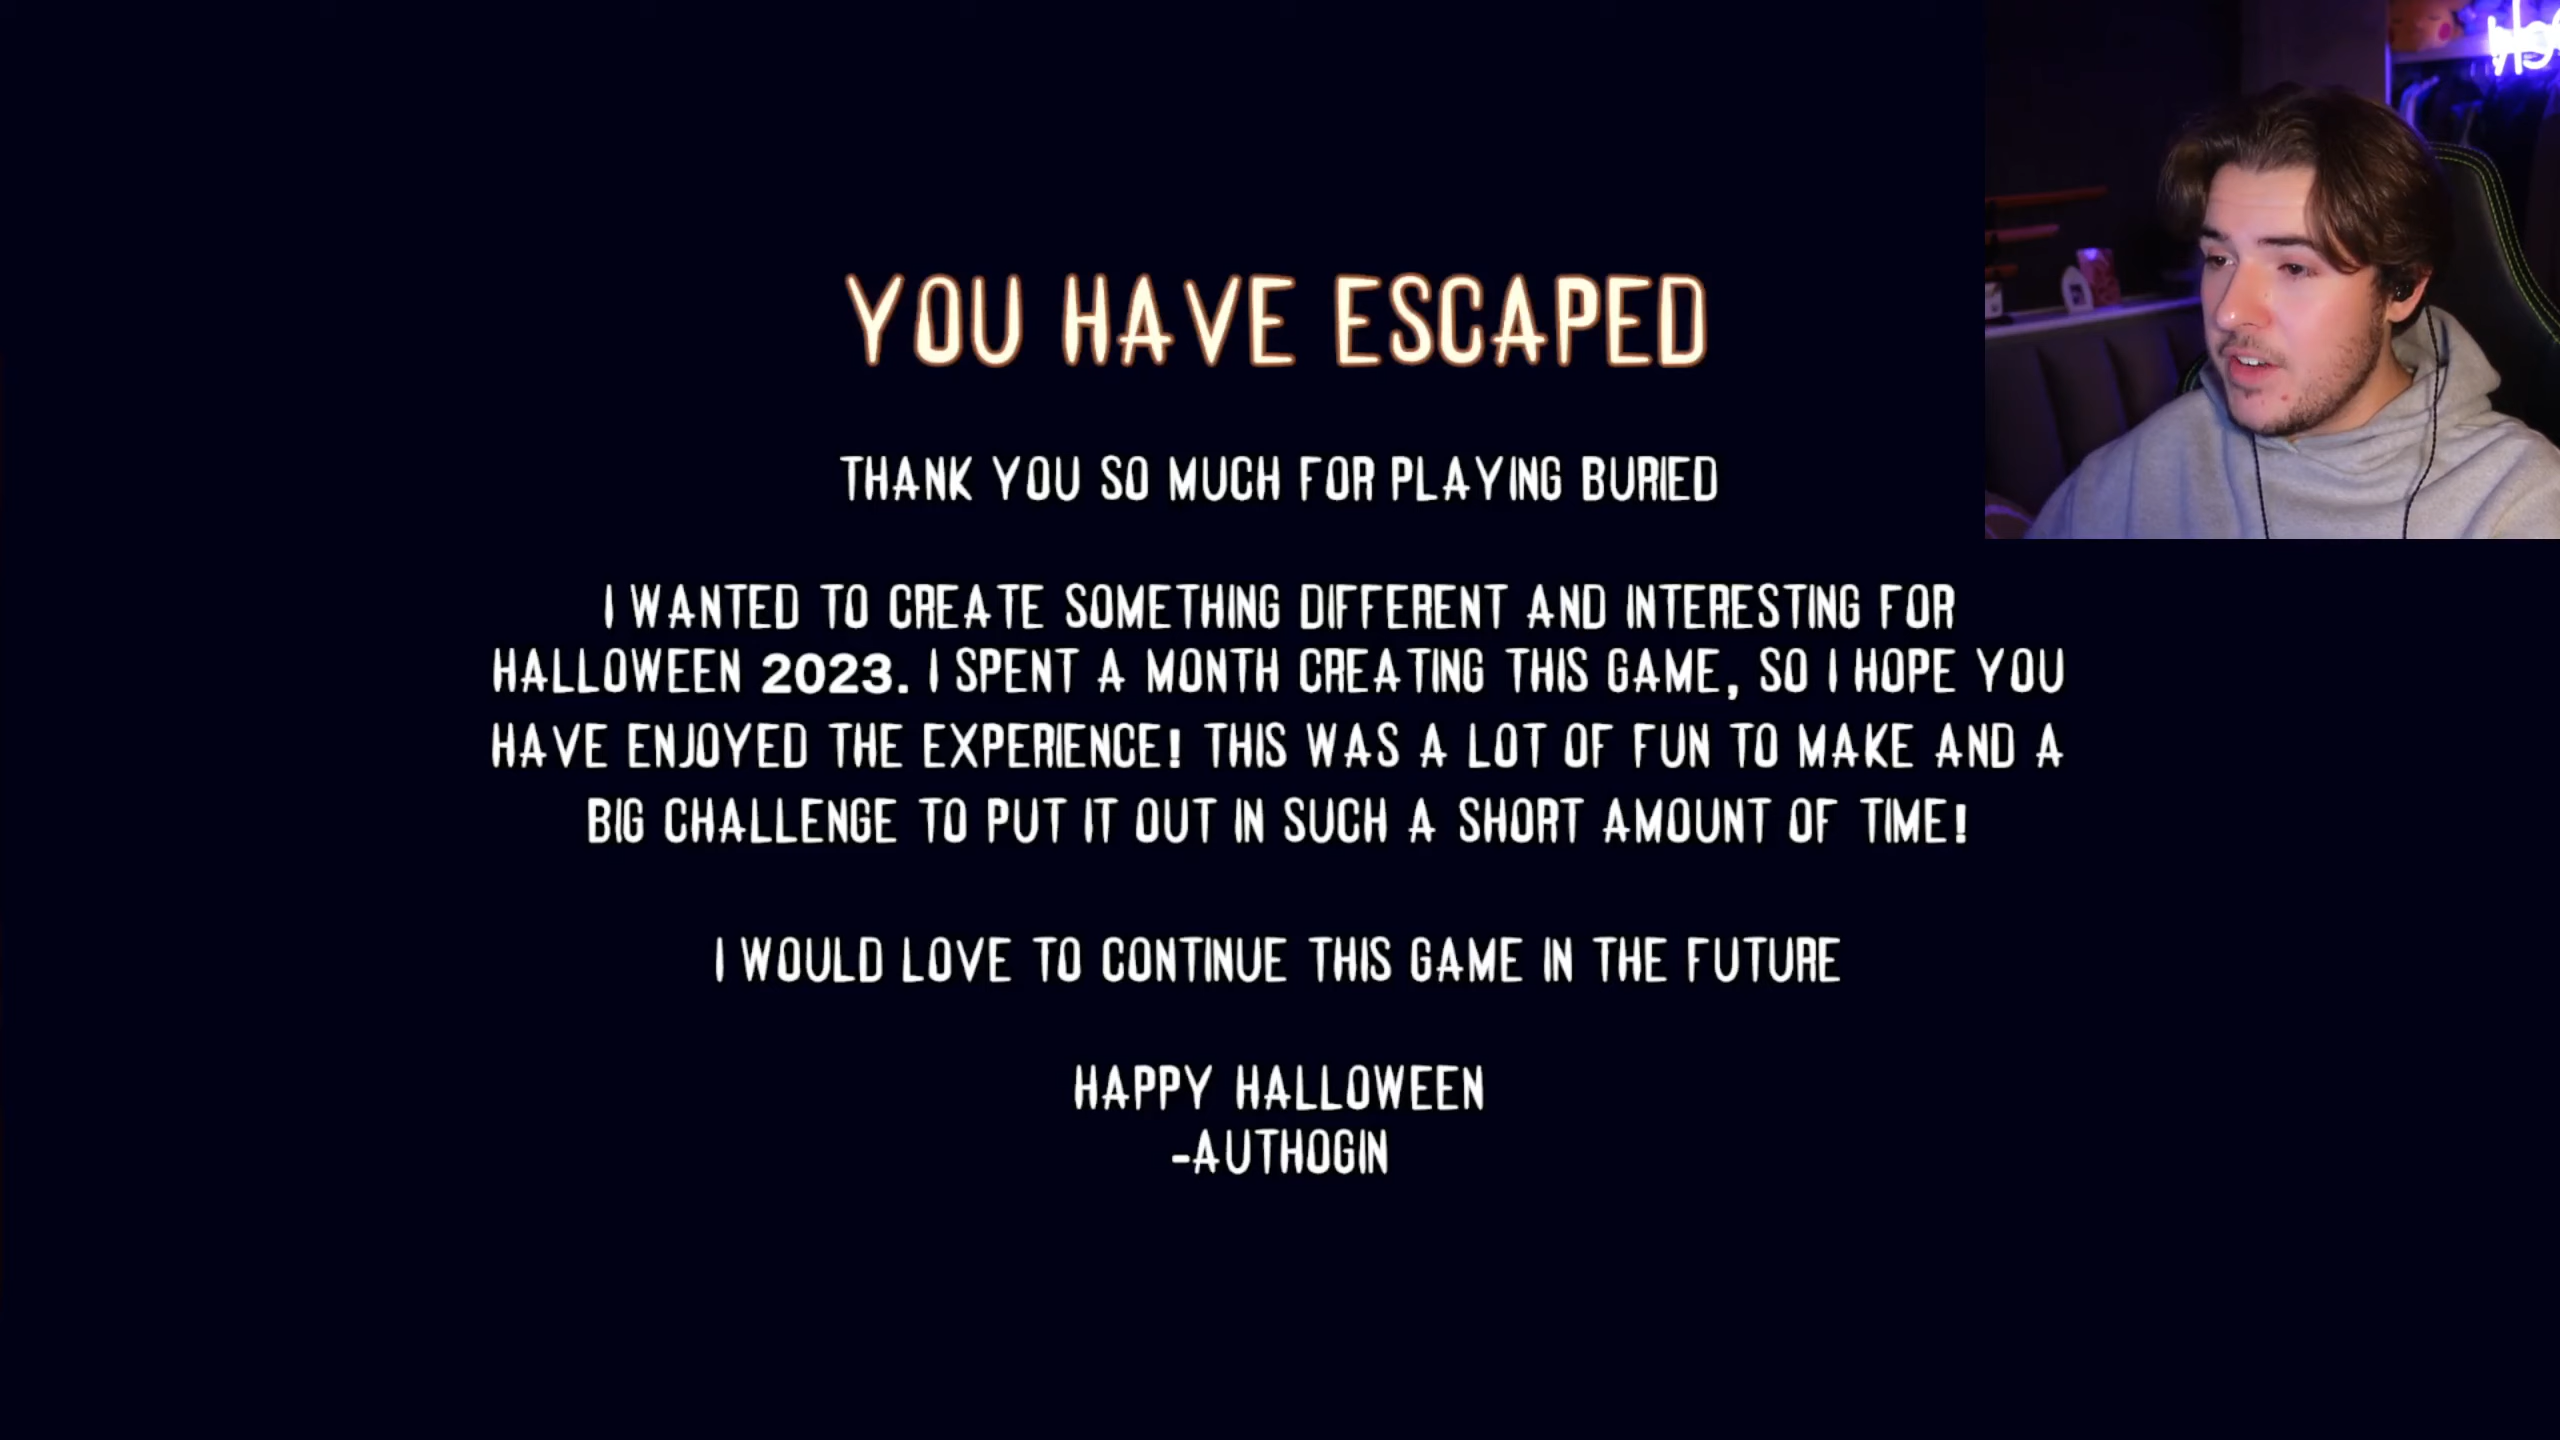 YOU HAVE ESCAPED
THANK YOU SO MUCH FOR PLAYING BURIED
I WANTED TO CREATE SOMETHING DIFFERENT AND INTERESTING FOR
HALLOWEEN 2023. I SPENT A MONTH CREATING THIS GAME, SO I HOPE YOU
HAVE ENJOYED THE EXPERIENCE! THIS WAS A LOT OF FUN TO MAKE AND A
BIG CHALLENGE TO PUT IT OUT IN SUCH A SHORT AMOUNT OF TIME!
I WOULD LOVE TO CONTINUE THIS GAME IN THE FUTURE
HAPPY HALLOWEEN
-AUTHOGIN